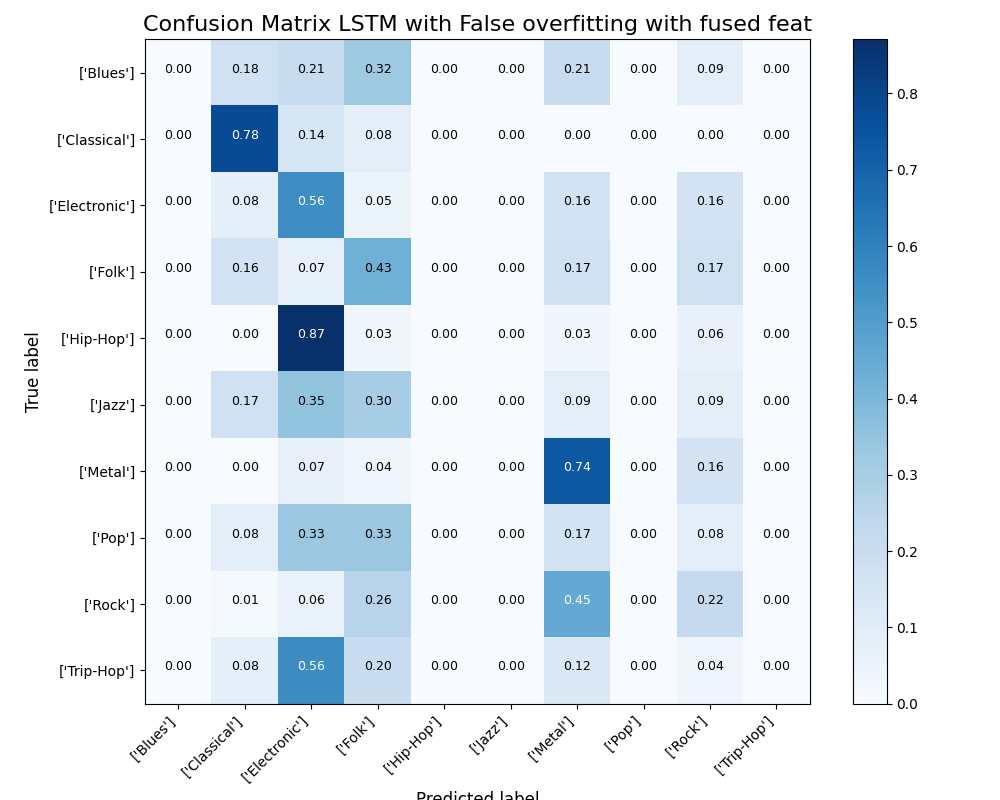 Confusion Matrix LSTM with False overfitting with fused feat
['Blues'] 0.00 0.18 0.21 0.32 0.00 0.00 0.21 0.00 0.09 0.00
['Classical'] 0.00 0.78 0.14 0.08 0.00 0.00 0.00 0.00 0.00 0.00
['Electronic'] 0.00 0.08 0.56 0.05 0.00 0.00 0.16 0.00 0.16 0.00
['Folk'] 0.00 0.16 0.07 0.43 0.00 0.00 0.17 0.00 0.17 0.00
['Hip-Hop'] 0.00 0.00 0.87 0.03 0.00 0.00 0.03 0.00 0.06 0.00
['Jazz'] 0.00 0.17 0.35 0.30 0.00 0.00 0.09 0.00 0.09 0.00
['Metal'] 0.00 0.00 0.07 0.04 0.00 0.00 0.74 0.00 0.16 0.00
['Pop'] 0.00 0.08 0.33 0.33 0.00 0.00 0.17 0.00 0.08 0.00
['Rock'] 0.00 0.01 0.06 0.26 0.00 0.00 0.45 0.00 0.22 0.00
['Trip-Hop'] 0.00 0.08 0.56 0.20 0.00 0.00 0.12 0.00 0.04 0.00
True label
['Blues'] ['Classical'] ['Electronic'] ['Folk'] ['Hip-Hop'] ['Jazz'] ['Metal'] ['Pop'] ['Rock'] ['Trip-Hop']
Predicted label
0.8
0.7
0.6
0.5
0.4
0.3
0.2
0.1
0.0